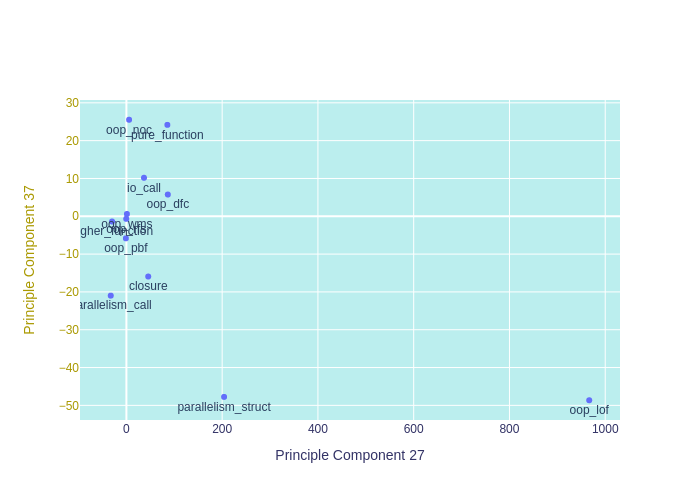 30
20
10
0
−10
−20
−30
−40
−50
Principle Component 37
oop_noc
pure_function
io_call
oop_dfc
oop_wms
gher_function
oop_pbf
closure
arallelism_call
parallelism_struct
oop_lof
0
200
400
600
800
1000
Principle Component 27